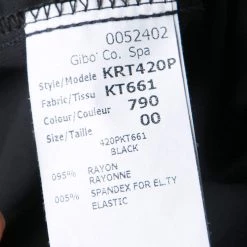 0052402
Gibo' Co. Spa
Style/Modele KRT420P
Fabric/Tissu KT661
Colour/Couleur 790
Size/Taille 00
420PKT661
BLACK
095% RAYON
RAYONNE
005% SPANDEX FOR EL.TY
ELASTIC